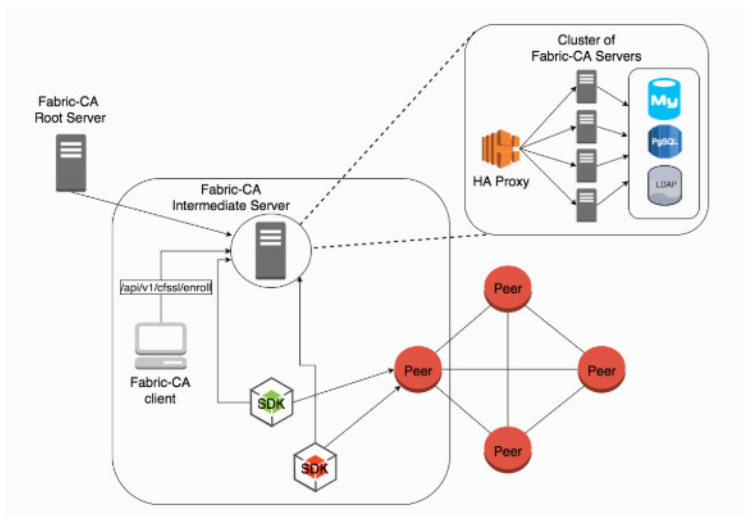 Cluster of
Fabric-CA Servers
My
PgSQL
LDAP
HA Proxy
Fabric-CA
Root Server
Fabric-CA
Intermediate Server
/api/v1/cfssl/enroll
Fabric-CA
client
SDK
SDK
Peer
Peer
Peer
Peer